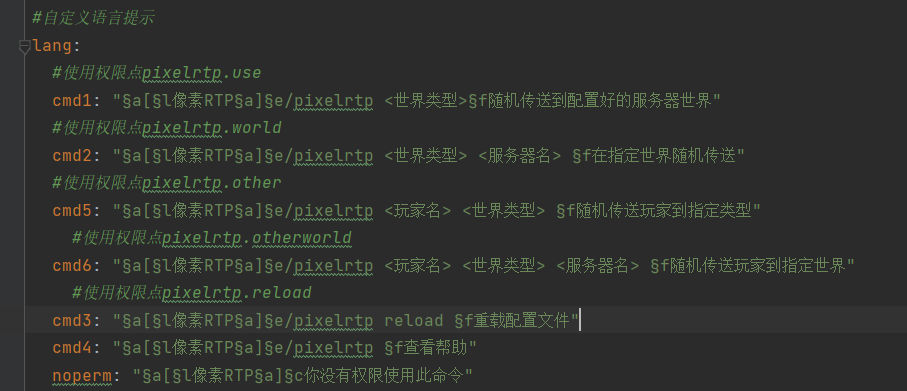 #自定义语言提示
lang:
#使用权限点pixelrtp.use
cmd1: "§a[§l像素RTP§a]§e/pixelrtp <世界类型>§f随机传送到配置好的服务器世界"
#使用权限点pixelrtp.world
cmd2: "§a[§l像素RTP§a]§e/pixelrtp <世界类型> <服务器名> §f在指定世界随机传送"
#使用权限点pixelrtp.other
cmd5: "§a[§l像素RTP§a]§e/pixelrtp <玩家名> <世界类型> §f随机传送玩家到指定类型"
#使用权限点pixelrtp.otherworld
cmd6: "§a[§l像素RTP§a]§e/pixelrtp <玩家名> <世界类型> <服务器名> §f随机传送玩家到指定世界"
#使用权限点pixelrtp.reload
cmd3: "§a[§l像素RTP§a]§e/pixelrtp reload §f重载配置文件"
cmd4: "§a[§l像素RTP§a]§e/pixelrtp §f查看帮助"
noperm: "§a[§l像素RTP§a]§c你没有权限使用此命令"